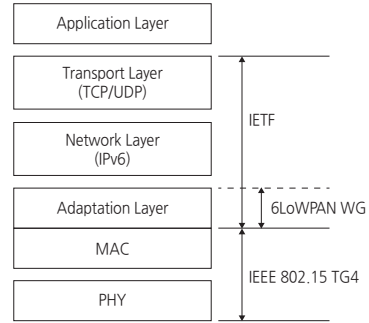 Application Layer
Transport Layer
(TCP/UDP)
IETF
Network Layer
(IPv6)
Adaptation Layer
6LoWPAN WG
MAC
IEEE 802.15 TG4
PHY